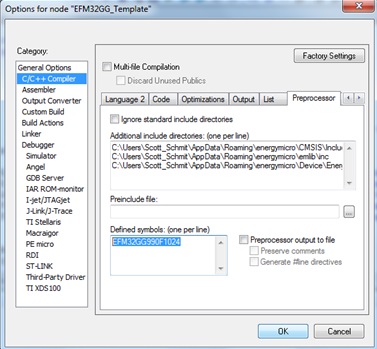 Options for node "EFM32GG_Template"
Category:
General Options
C/C++ Compiler
Assembler
Output Converter
Custom Build
Build Actions
Linker
Debugger
Simulator
Angel
GDB Server
IAR ROM-monitor
I-jet/JTAGjet
J-Link/J-Trace
TI Stellaris
Macraigor
PE micro
RDI
ST-LINK
Third-Party Driver
TI XDS100
Factory Settings
Multi-file Compilation
Discard Unused Publics
Language 2 Code Optimizations Output List Preprocessor
Ignore standard include directories
Additional include directories: (one per line)
C:\Users\Scott_Schmit\AppData\Roaming\energymicro\CMSIS\Inclu
C:\Users\Scott_Schmit\AppData\Roaming\energymicro\emlib\inc
C:\Users\Scott_Schmit\AppData\Roaming\energymicro\Device\Ener
Preinclude file:
...
Defined symbols: (one per line)
EFM32GG990F1024
Preprocessor output to file
Preserve comments
Generate #line directives
OK Cancel